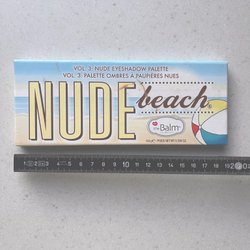 VOL. 3: NUDE EYESHADOW PALETTE
VOL. 3: PALETTE OMBRES À PAUPIÈRES NUES
NUDE beach®
theBalm®